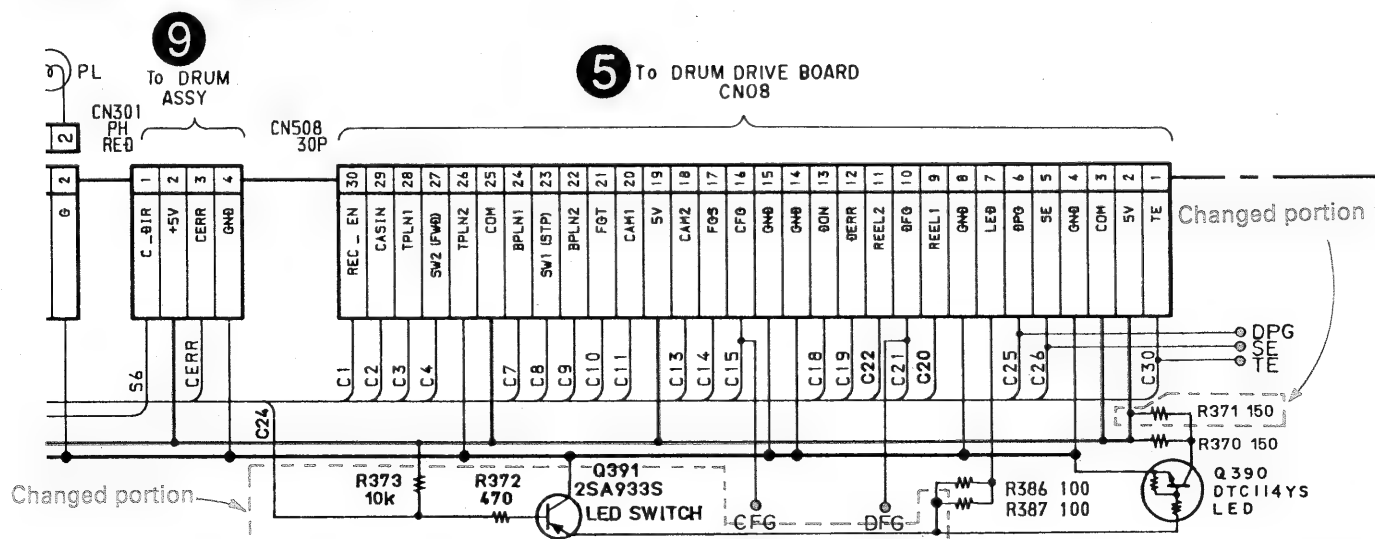 9
To DRUM
ASSY
PL
CN301
PH
RED
5 To DRUM DRIVE BOARD
CN08
CN508
30P
2
2
G
1 2 3 4
C_DIR +5V CERR GND
30 29 28 27 26 25 24 23 22 21 20 19 18 17 16 15 14 13 12 11 10 9 8 7 6 5 4 3 2 1
REC_EN CASIN TPLN1 SW2 (FWD) TPLN2 COM BPLN1 SW1 (STP) BPLN2 FGT CAM1 5V CAM2 FGS CFG GND GND DON DERR REEL2 DFG REEL1 GND LED DPG SE GND COM 5V TE
Changed portion
DPG
SE
TE
S6 CERR C1 C2 C3 C4 C7 C8 C9 C10 C11 C13 C14 C15 C18 C19 C22 C21 C20 C25 C26 C30
C24
R371 150
R370 150
Changed portion
R373
10k
R372
470
Q391
2SA933S
LED SWITCH
CFG
DFG
R386 100
R387 100
Q390
DTC114YS
LED